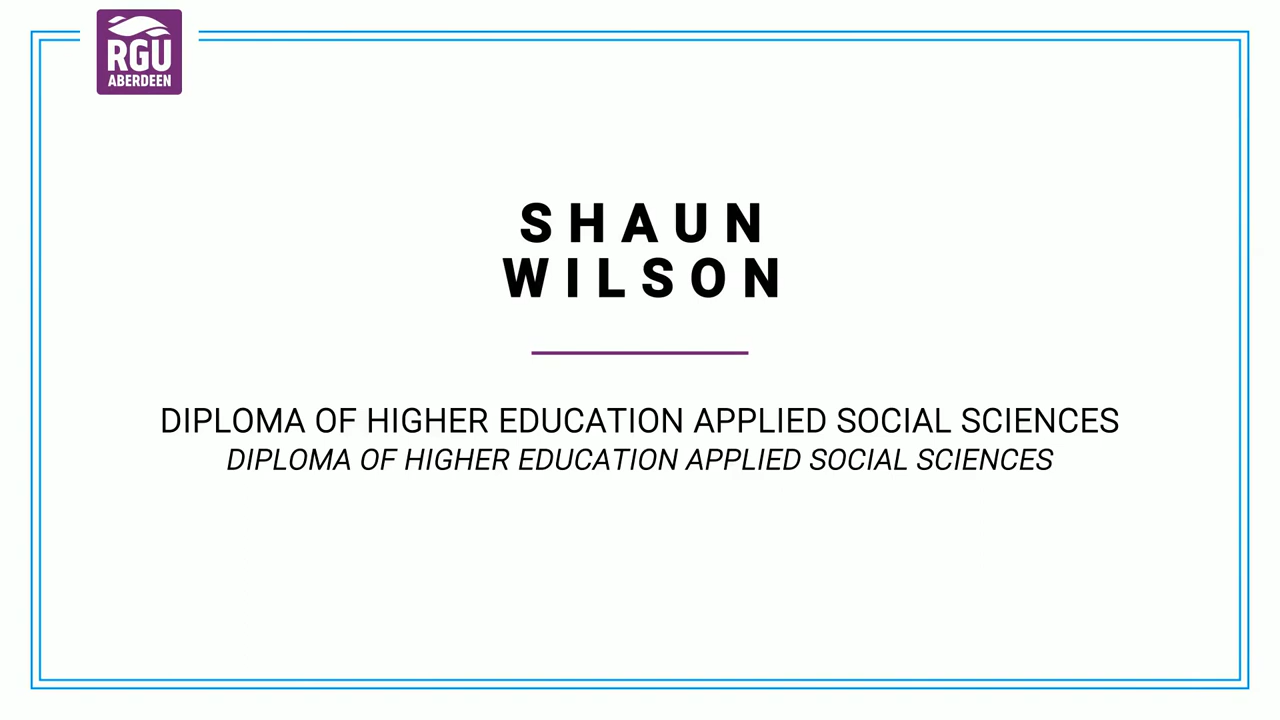 RGU
ABERDEEN
SHAUN
WILSON
DIPLOMA OF HIGHER EDUCATION APPLIED SOCIAL SCIENCES
DIPLOMA OF HIGHER EDUCATION APPLIED SOCIAL SCIENCES